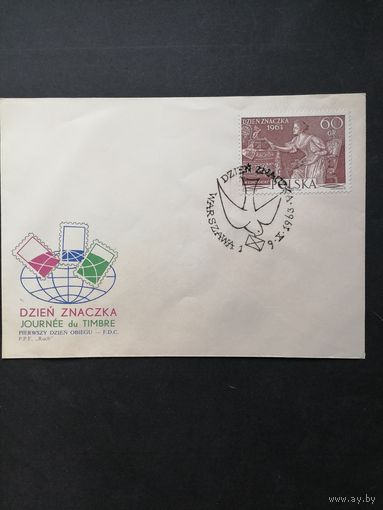 DZIEŃ ZNACZKA
1963
60
GR
POLSKA
DZIEŃ ZNACZKA
WARSZAWA 1
9.X.1963
DZIEŃ ZNACZKA
JOURNÉE du TIMBRE
PIERWSZY DZIEŃ OBIEGU — F.D.C.
P.P.F. „Ruch"
ay.by